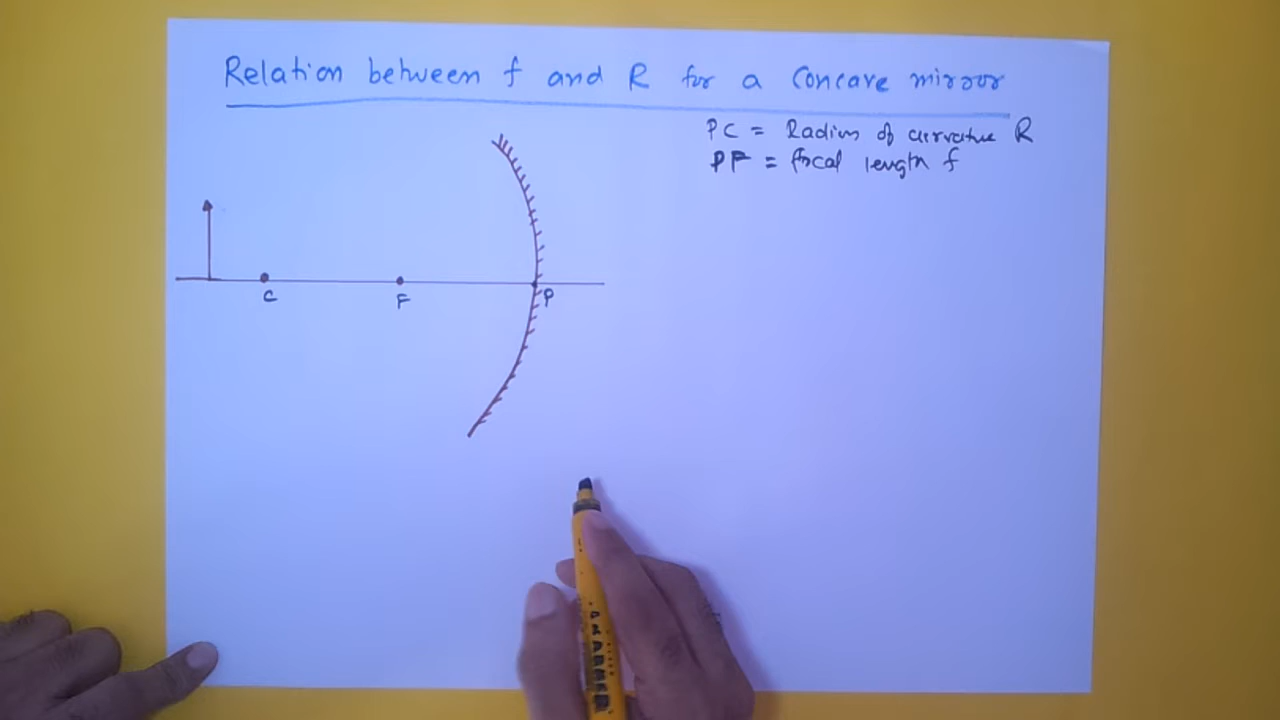 Relation between f and R for a Concave mirror
PC = Radius of curvature R
PF = focal length f
C F P